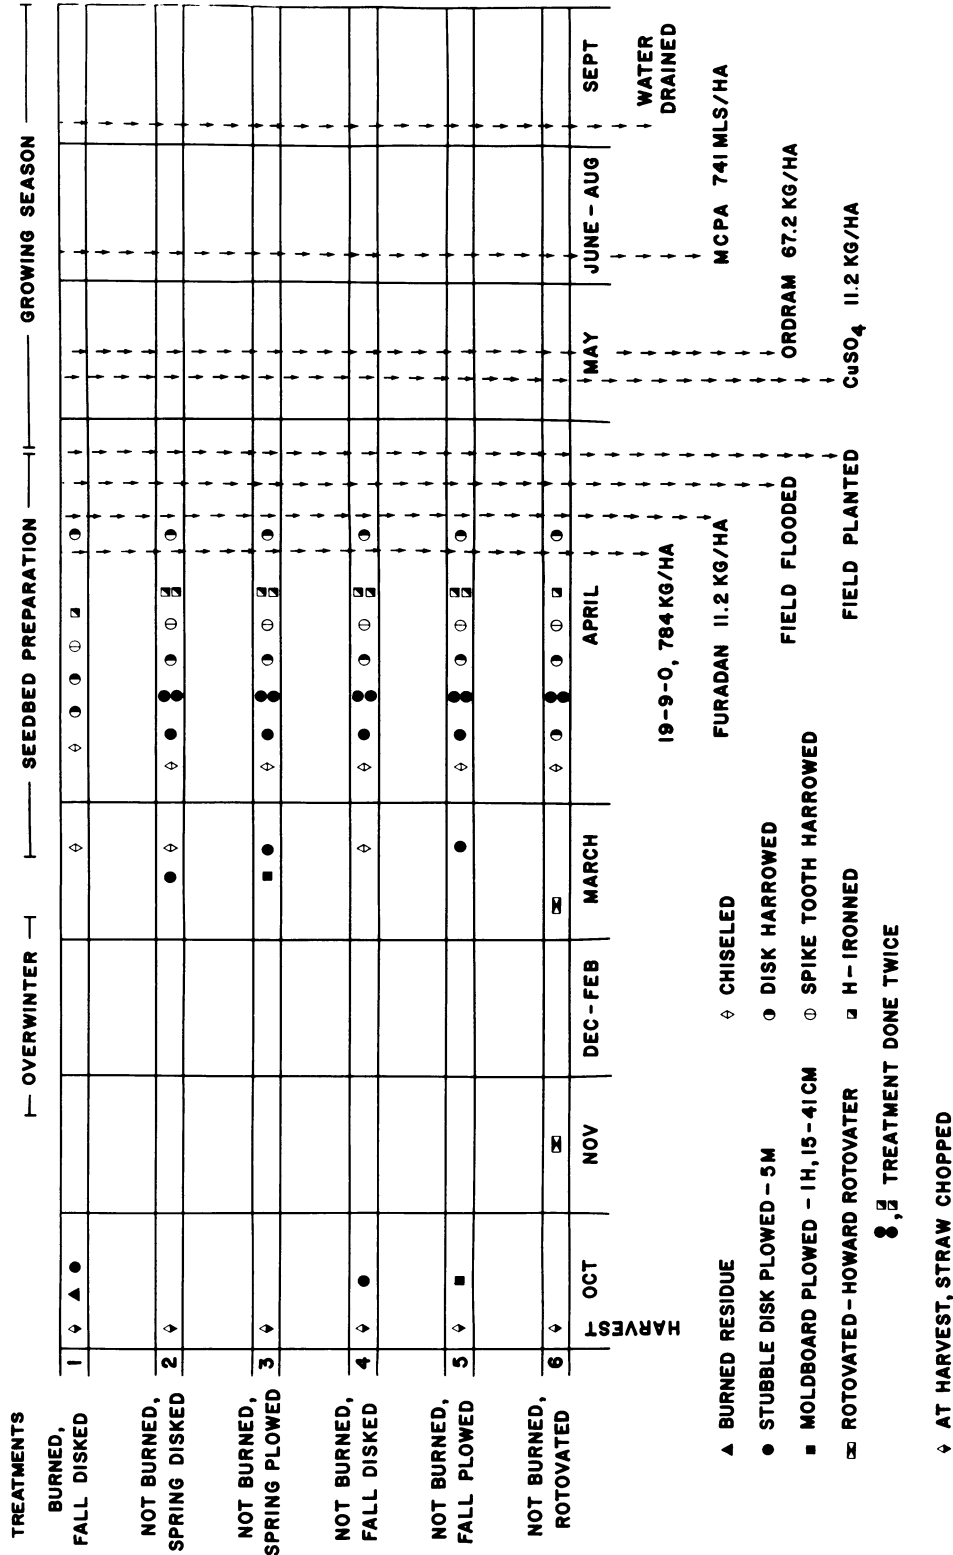 TREATMENTS
⊢ OVERWINTER ⊣
SEEDBED PREPARATION
GROWING SEASON
BURNED,
FALL DISKED
1
NOT BURNED,
SPRING DISKED
2
NOT BURNED,
SPRING PLOWED
3
NOT BURNED,
FALL DISKED
4
NOT BURNED,
FALL PLOWED
5
NOT BURNED,
ROTOVATED
6
HARVEST
OCT
NOV
DEC-FEB
MARCH
APRIL
MAY
JUNE-AUG
SEPT
19-9-0, 784 KG/HA
FURADAN 11.2 KG/HA
FIELD FLOODED
FIELD PLANTED
WATER
DRAINED
MCPA 741 MLS/HA
ORDRAM 67.2 KG/HA
CuSO4 11.2 KG/HA
▲ BURNED RESIDUE
● STUBBLE DISK PLOWED-5M
■ MOLDBOARD PLOWED-1H, 15-41CM
ROTOVATED-HOWARD ROTOVATER
◊ CHISELED
◑ DISK HARROWED
SPIKE TOOTH HARROWED
H-IRONNED
, TREATMENT DONE TWICE
AT HARVEST, STRAW CHOPPED